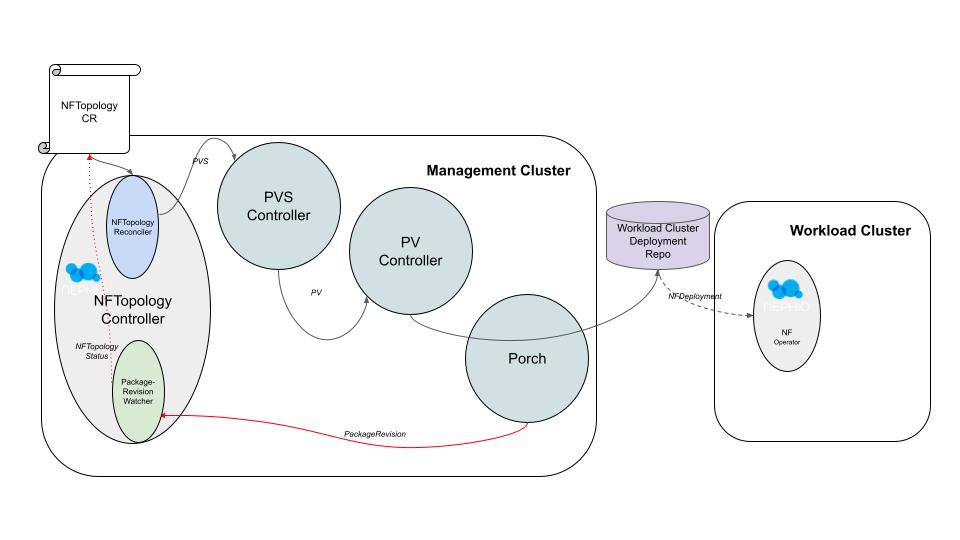 NFTopology
CR
PVS
Management Cluster
PVS
Controller
NFTopology
Reconciler
PV
Controller
Workload Cluster
Deployment
Repo
Workload Cluster
NEPHIO
NFTopology
Controller
PV
NFDeployment
NEPHIO
NF
Operator
NFTopology
Status
Porch
Package-
Revision
Watcher
PackageRevision